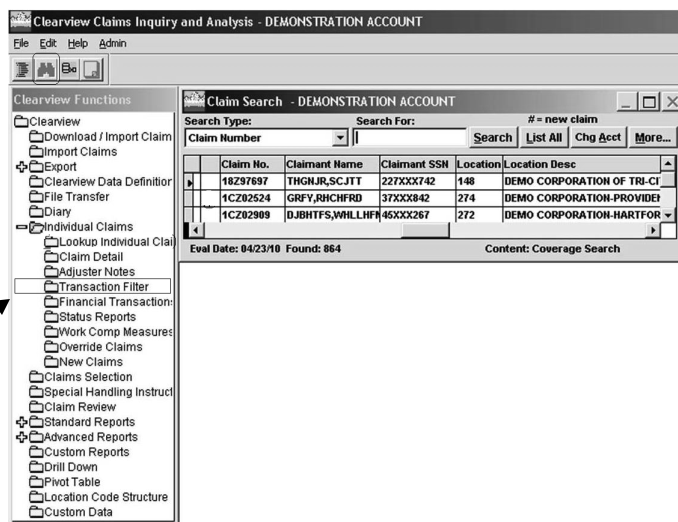 Clearview Claims Inquiry and Analysis - DEMONSTRATION ACCOUNT
File Edit Help Admin
Clearview Functions
Clearview
Download / Import Claim
Import Claims
Export
Clearview Data Definition
File Transfer
Diary
Individual Claims
Lookup Individual Clai
Claim Detail
Adjuster Notes
Transaction Filter
Financial Transactions
Status Reports
Work Comp Measures
Override Claims
New Claims
Claims Selection
Special Handling Instruct
Claim Review
Standard Reports
Advanced Reports
Custom Reports
Drill Down
Pivot Table
Location Code Structure
Custom Data
Claim Search - DEMONSTRATION ACCOUNT
Search Type: Search For: # = new claim
Claim Number Search List All Chg Acct More...
Claim No. Claimant Name Claimant SSN Location Location Desc
18Z97697 THGNJR,SCJTT 227XXX742 148 DEMO CORPORATION OF TRI-CI
1CZ02524 GRFY,RHCHFRD 37XXX842 274 DEMO CORPORATION-PROVIDEN
1CZ02909 DJBHTFS,WHLLHFN 45XXX267 272 DEMO CORPORATION-HARTFOR
Eval Date: 04/23/10 Found: 864 Content: Coverage Search